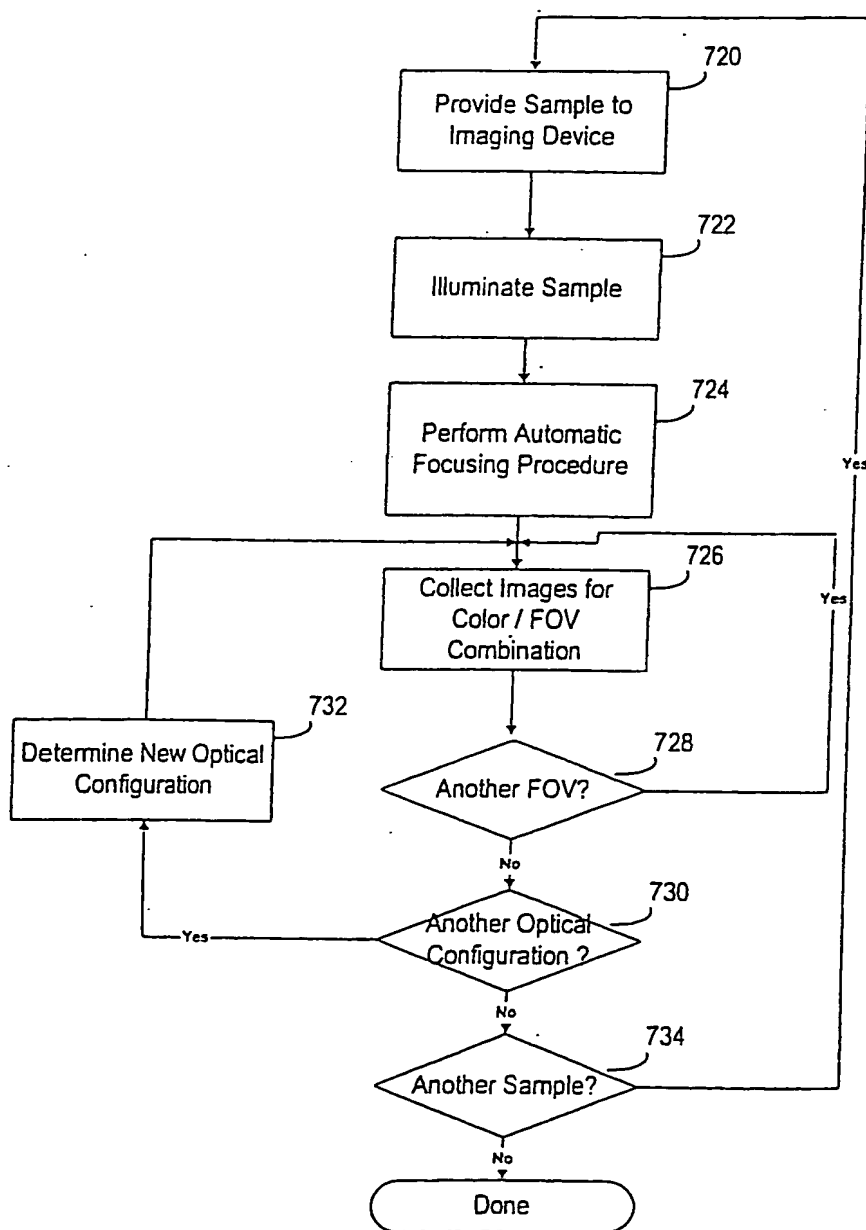 720
Provide Sample to
Imaging Device
722
Illuminate Sample
724
Perform Automatic
Focusing Procedure
Yes
726
Collect Images for
Color / FOV
Combination
Yes
732
Determine New Optical
Configuration
728
Another FOV?
No
730
Another Optical
Configuration ?
Yes
No
734
Another Sample?
No
Done